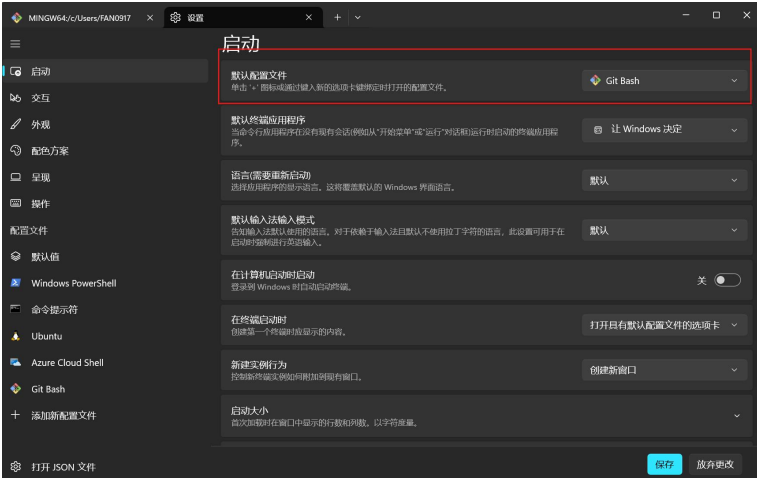 MINGW64:/c/Users/FAN0917
设置
启动
交互
外观
配色方案
呈现
操作
配置文件
默认值
Windows PowerShell
命令提示符
Ubuntu
Azure Cloud Shell
Git Bash
添加新配置文件
打开 JSON 文件
启动
默认配置文件
单击 '+' 图标或通过键入新的选项卡键绑定时打开的配置文件。
Git Bash
默认终端应用程序
当命令行应用程序在没有现有会话(例如从"开始菜单"或"运行"对话框)运行时启动的终端应用程
序。
让 Windows 决定
语言(需要重新启动)
选择应用程序的显示语言。这将覆盖默认的 Windows 界面语言。
默认
默认输入法输入模式
告知输入法默认使用的语言。对于依赖于输入法且默认不使用拉丁字符的语言，此设置可用于在
启动时强制进行英语输入。
默认
在计算机启动时启动
登录到 Windows 时自动启动终端。
关
在终端启动时
创建第一个终端时应显示的内容。
打开具有默认配置文件的选项卡
新建实例行为
控制新终端实例如何附加到现有窗口。
创建新窗口
启动大小
首次加载时在窗口中显示的行数和列数。以字符度量。
保存
放弃更改